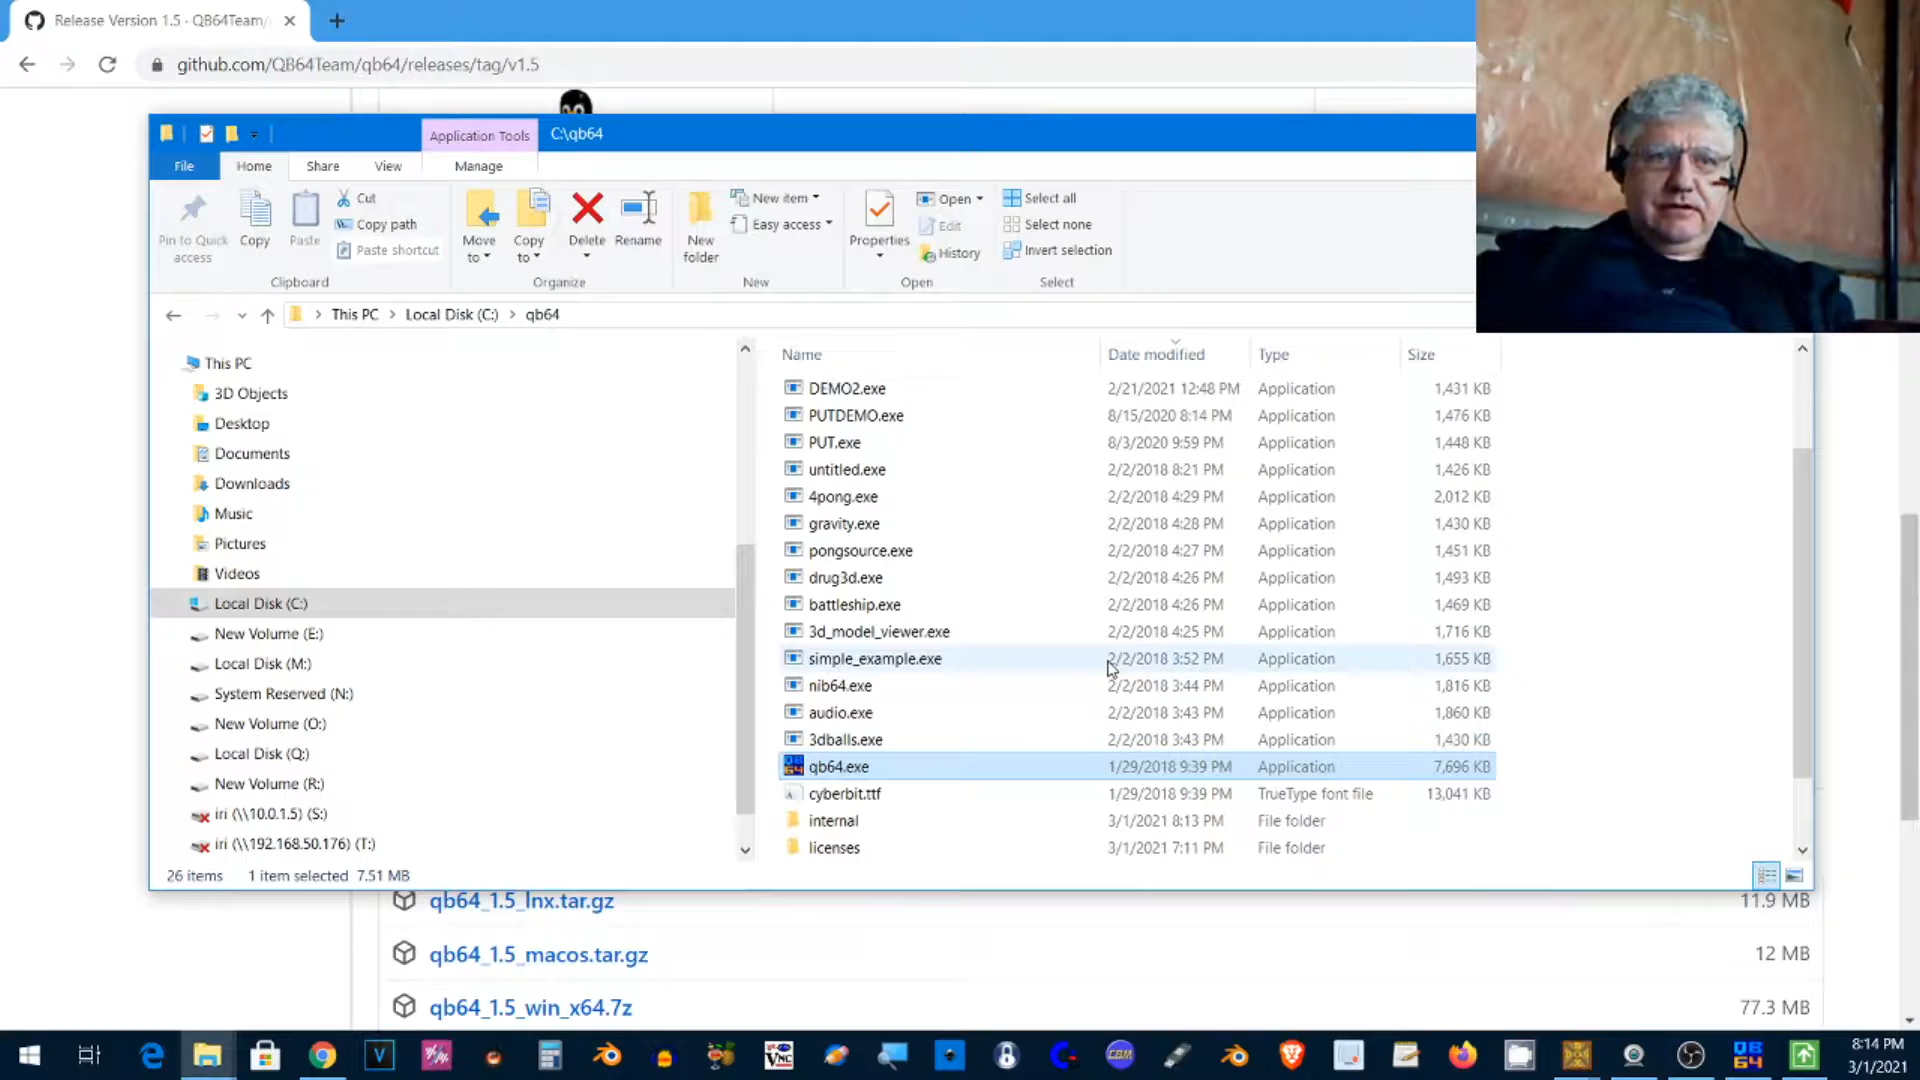 Release Version 1.5 · QB64Team/
github.com/QB64Team/qb64/releases/tag/v1.5
Application Tools
C:\qb64
File
Home
Share
View
Manage
Pin to Quick access
Copy
Paste
Cut
Copy path
Paste shortcut
Move to
Copy to
Delete
Rename
New folder
New item
Easy access
Properties
Open
Edit
History
Select all
Select none
Invert selection
Clipboard
Organize
New
Open
Select
This PC
Local Disk (C:)
qb64
This PC
3D Objects
Desktop
Documents
Downloads
Music
Pictures
Videos
Local Disk (C:)
New Volume (E:)
Local Disk (M:)
System Reserved (N:)
New Volume (O:)
Local Disk (Q:)
New Volume (R:)
iri (\\10.0.1.5) (S:)
iri (\\192.168.50.176) (T:)
Name Date modified Type Size
DEMO2.exe 2/21/2021 12:48 PM Application 1,431 KB
PUTDEMO.exe 8/15/2020 8:14 PM Application 1,476 KB
PUT.exe 8/3/2020 9:59 PM Application 1,448 KB
untitled.exe 2/2/2018 8:21 PM Application 1,426 KB
4pong.exe 2/2/2018 4:29 PM Application 2,012 KB
gravity.exe 2/2/2018 4:28 PM Application 1,430 KB
pongsource.exe 2/2/2018 4:27 PM Application 1,451 KB
drug3d.exe 2/2/2018 4:26 PM Application 1,493 KB
battleship.exe 2/2/2018 4:26 PM Application 1,469 KB
3d_model_viewer.exe 2/2/2018 4:25 PM Application 1,716 KB
simple_example.exe 2/2/2018 3:52 PM Application 1,655 KB
nib64.exe 2/2/2018 3:44 PM Application 1,816 KB
audio.exe 2/2/2018 3:43 PM Application 1,860 KB
3dballs.exe 2/2/2018 3:43 PM Application 1,430 KB
qb64.exe 1/29/2018 9:39 PM Application 7,696 KB
cyberbit.ttf 1/29/2018 9:39 PM TrueType font file 13,041 KB
internal 3/1/2021 8:13 PM File folder
licenses 3/1/2021 7:11 PM File folder
26 items 1 item selected 7.51 MB
qb64_1.5_lnx.tar.gz 11.9 MB
qb64_1.5_macos.tar.gz 12 MB
qb64_1.5_win_x64.7z 77.3 MB
V
VNC
CBM
QB
64
8:14 PM
3/1/2021